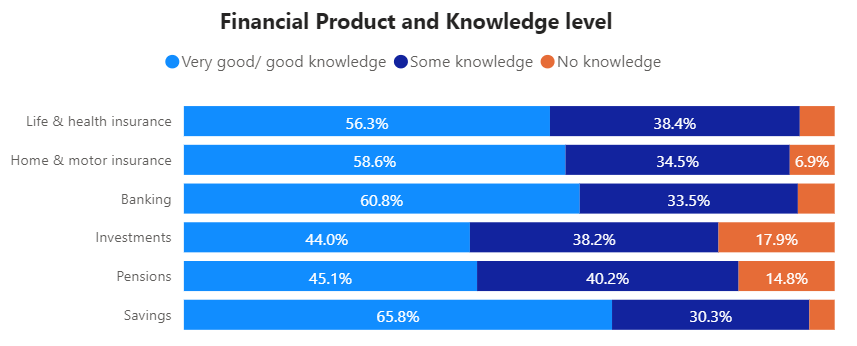 Financial Product and Knowledge level
Very good/ good knowledge Some knowledge No knowledge
Life & health insurance 56.3% 38.4%
Home & motor insurance 58.6% 34.5% 6.9%
Banking 60.8% 33.5%
Investments 44.0% 38.2% 17.9%
Pensions 45.1% 40.2% 14.8%
Savings 65.8% 30.3%